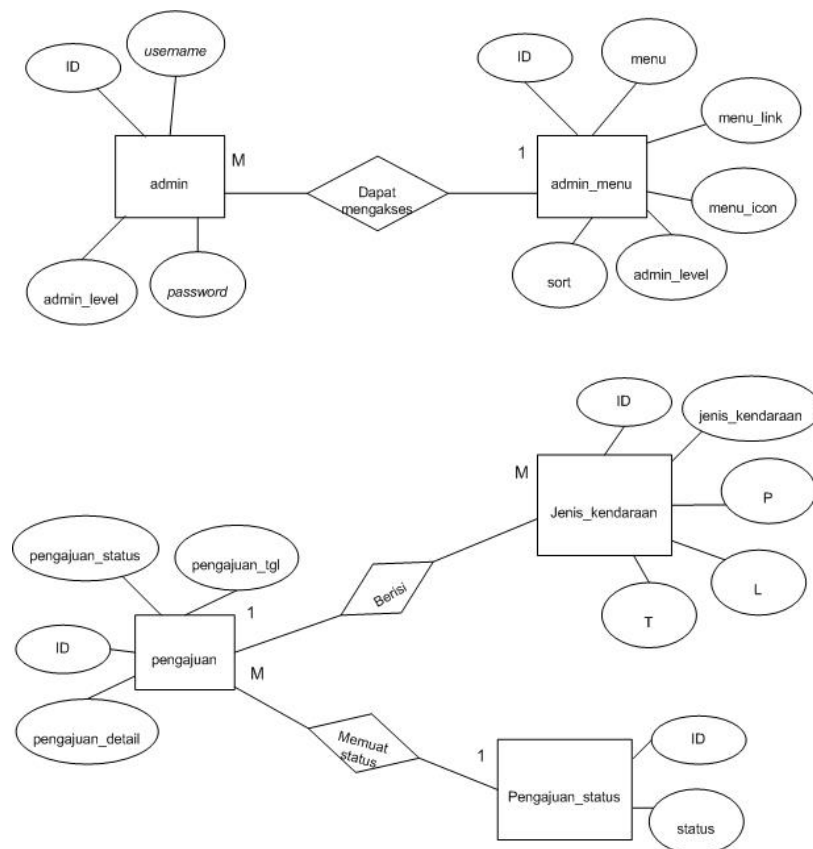 username
ID
admin
M
Dapat
mengakses
admin_level
password
ID
menu
menu_link
1
admin_menu
menu_icon
sort
admin_level
ID
jenis_kendaraan
M
Jenis_kendaraan
P
L
T
pengajuan_status
pengajuan_tgl
Berisi
1
ID
pengajuan
M
pengajuan_detail
Memuat
status
1
Pengajuan_status
ID
status